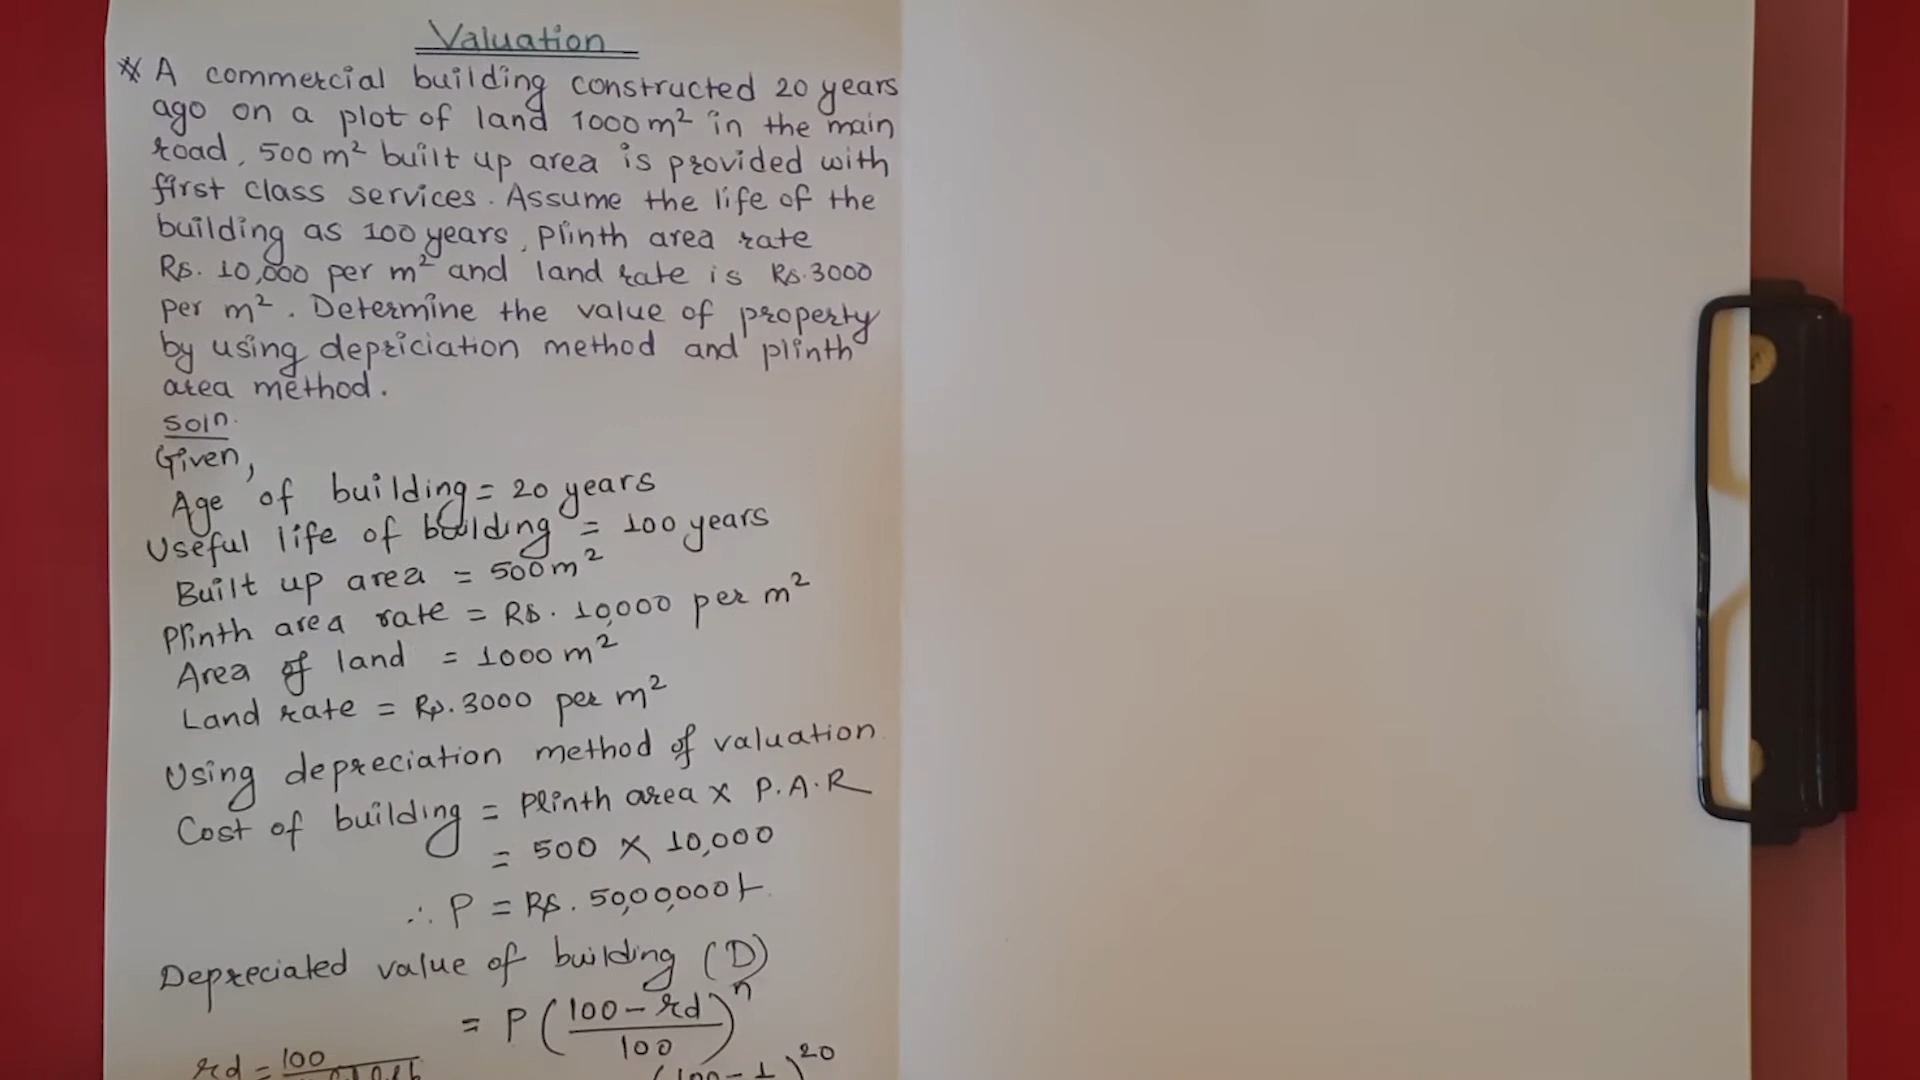 Valuation
* A commercial building constructed 20 years
ago on a plot of land 1000 m² in the main
road, 500 m² built up area is provided with
first class services. Assume the life of the
building as 100 years, plinth area rate
Rs. 10,000 per m² and land rate is Rs.3000
per m². Determine the value of property
by using depriciation method and plinth
area method.
Soln.
Given,
Age of building = 20 years
Useful life of building = 100 years
Built up area = 500 m²
Plinth area rate = Rs. 10,000 per m²
Area of land = 1000 m²
Land rate = Rs. 3000 per m²
Using depreciation method of valuation
Cost of building = Plinth area x P.A.R
= 500 x 10,000
∴ P = Rs. 50,00,000/-
Depreciated value of building (D)
= P ( 100 - rd / 100 )ⁿ
rd = 100
(100 - 1 )²⁰